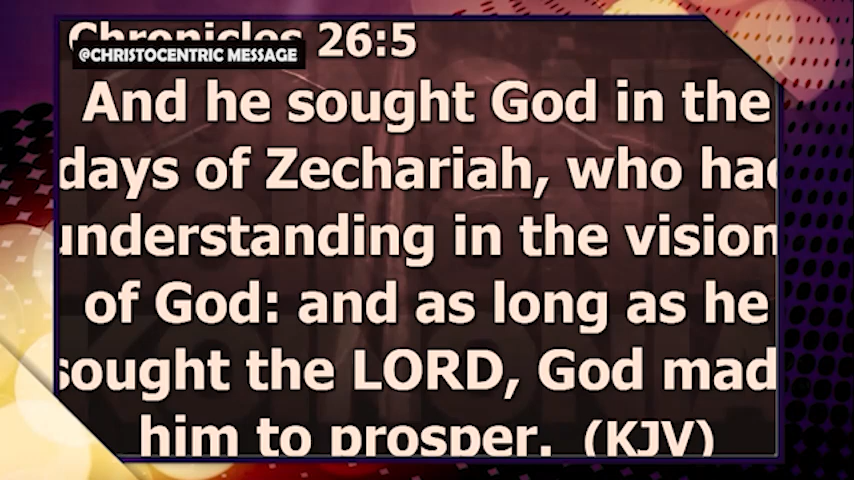 Chronicles 26:5
@CHRISTOCENTRIC MESSAGE
And he sought God in the
days of Zechariah, who had
understanding in the vision
of God: and as long as he
sought the LORD, God mad
him to prosper. (KJV)